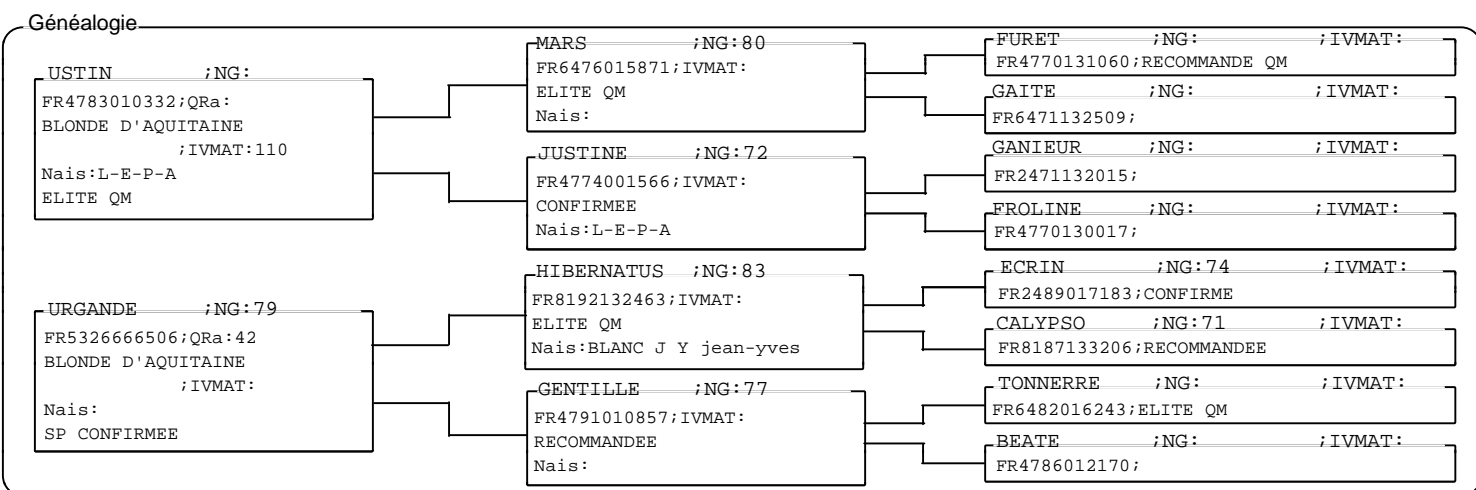 Généalogie
USTIN ;NG:
FR4783010332;QRa:
BLONDE D'AQUITAINE
;IVMAT:110
Nais:L-E-P-A
ELITE QM
URGANDE ;NG:79
FR5326666506;QRa:42
BLONDE D'AQUITAINE
;IVMAT:
Nais:
SP CONFIRMEE
MARS ;NG:80
FR6476015871;IVMAT:
ELITE QM
Nais:
JUSTINE ;NG:72
FR4774001566;IVMAT:
CONFIRMEE
Nais:L-E-P-A
HIBERNATUS ;NG:83
FR8192132463;IVMAT:
ELITE QM
Nais:BLANC J Y jean-yves
GENTILLE ;NG:77
FR4791010857;IVMAT:
RECOMMANDEE
Nais:
FURET ;NG: ;IVMAT:
FR4770131060;RECOMMANDE QM
GAITE ;NG: ;IVMAT:
FR6471132509;
GANIEUR ;NG: ;IVMAT:
FR2471132015;
FROLINE ;NG: ;IVMAT:
FR4770130017;
ECRIN ;NG:74 ;IVMAT:
FR2489017183;CONFIRME
CALYPSO ;NG:71 ;IVMAT:
FR8187133206;RECOMMANDEE
TONNERRE ;NG: ;IVMAT:
FR6482016243;ELITE QM
BEATE ;NG: ;IVMAT:
FR4786012170;